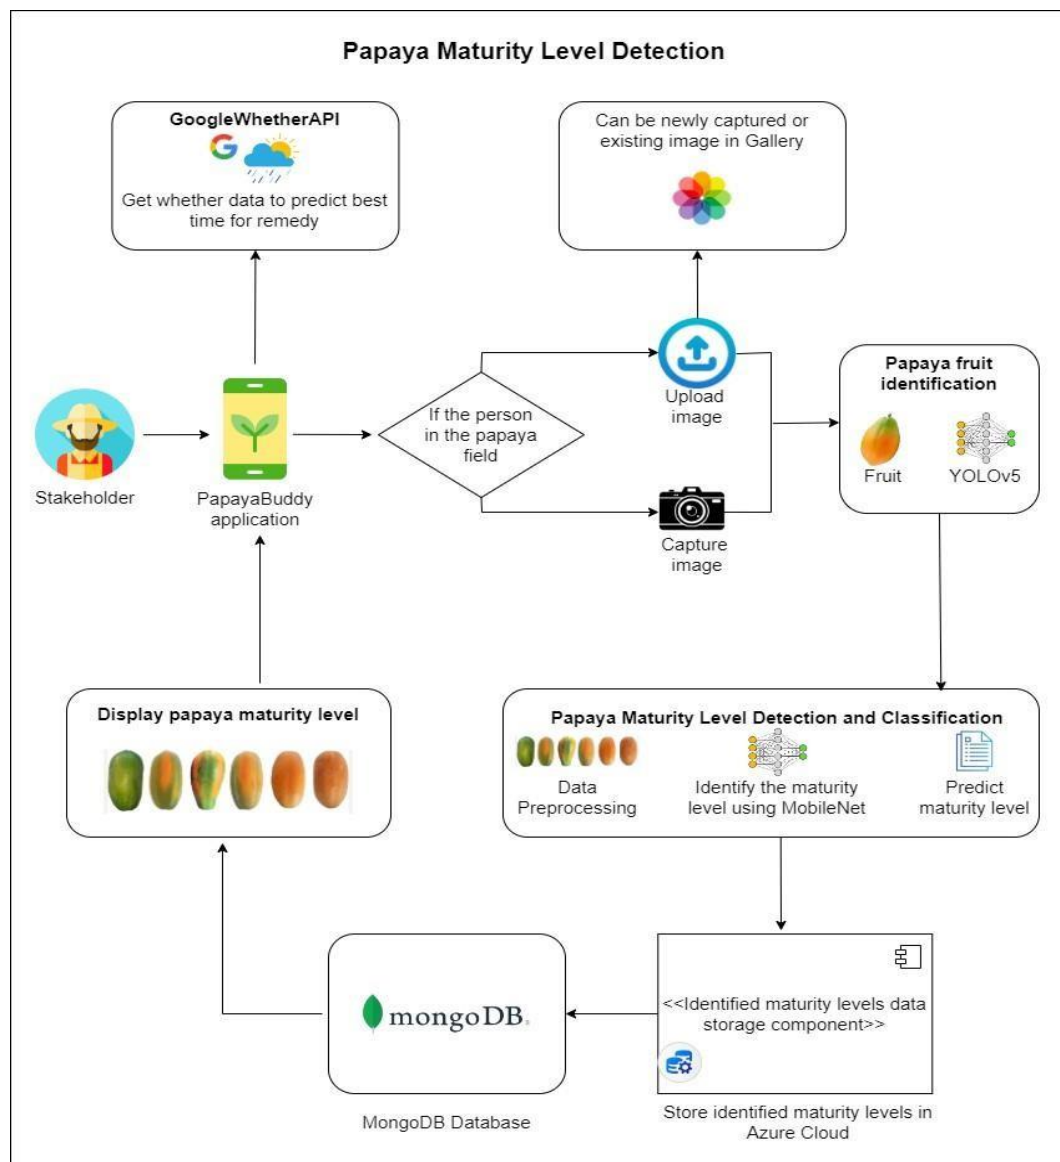 Papaya Maturity Level Detection
GoogleWhetherAPI
Get whether data to predict best
time for remedy
Can be newly captured or
existing image in Gallery
Stakeholder
PapayaBuddy
application
If the person
in the papaya
field
Upload
image
Capture
image
Papaya fruit
identification
Fruit
YOLOv5
Papaya Maturity Level Detection and Classification
Data
Preprocessing
Identify the maturity
level using MobileNet
Predict
maturity level
Display papaya maturity level
<<Identified maturity levels data
storage component>>
Store identified maturity levels in
Azure Cloud
mongoDB®
MongoDB Database